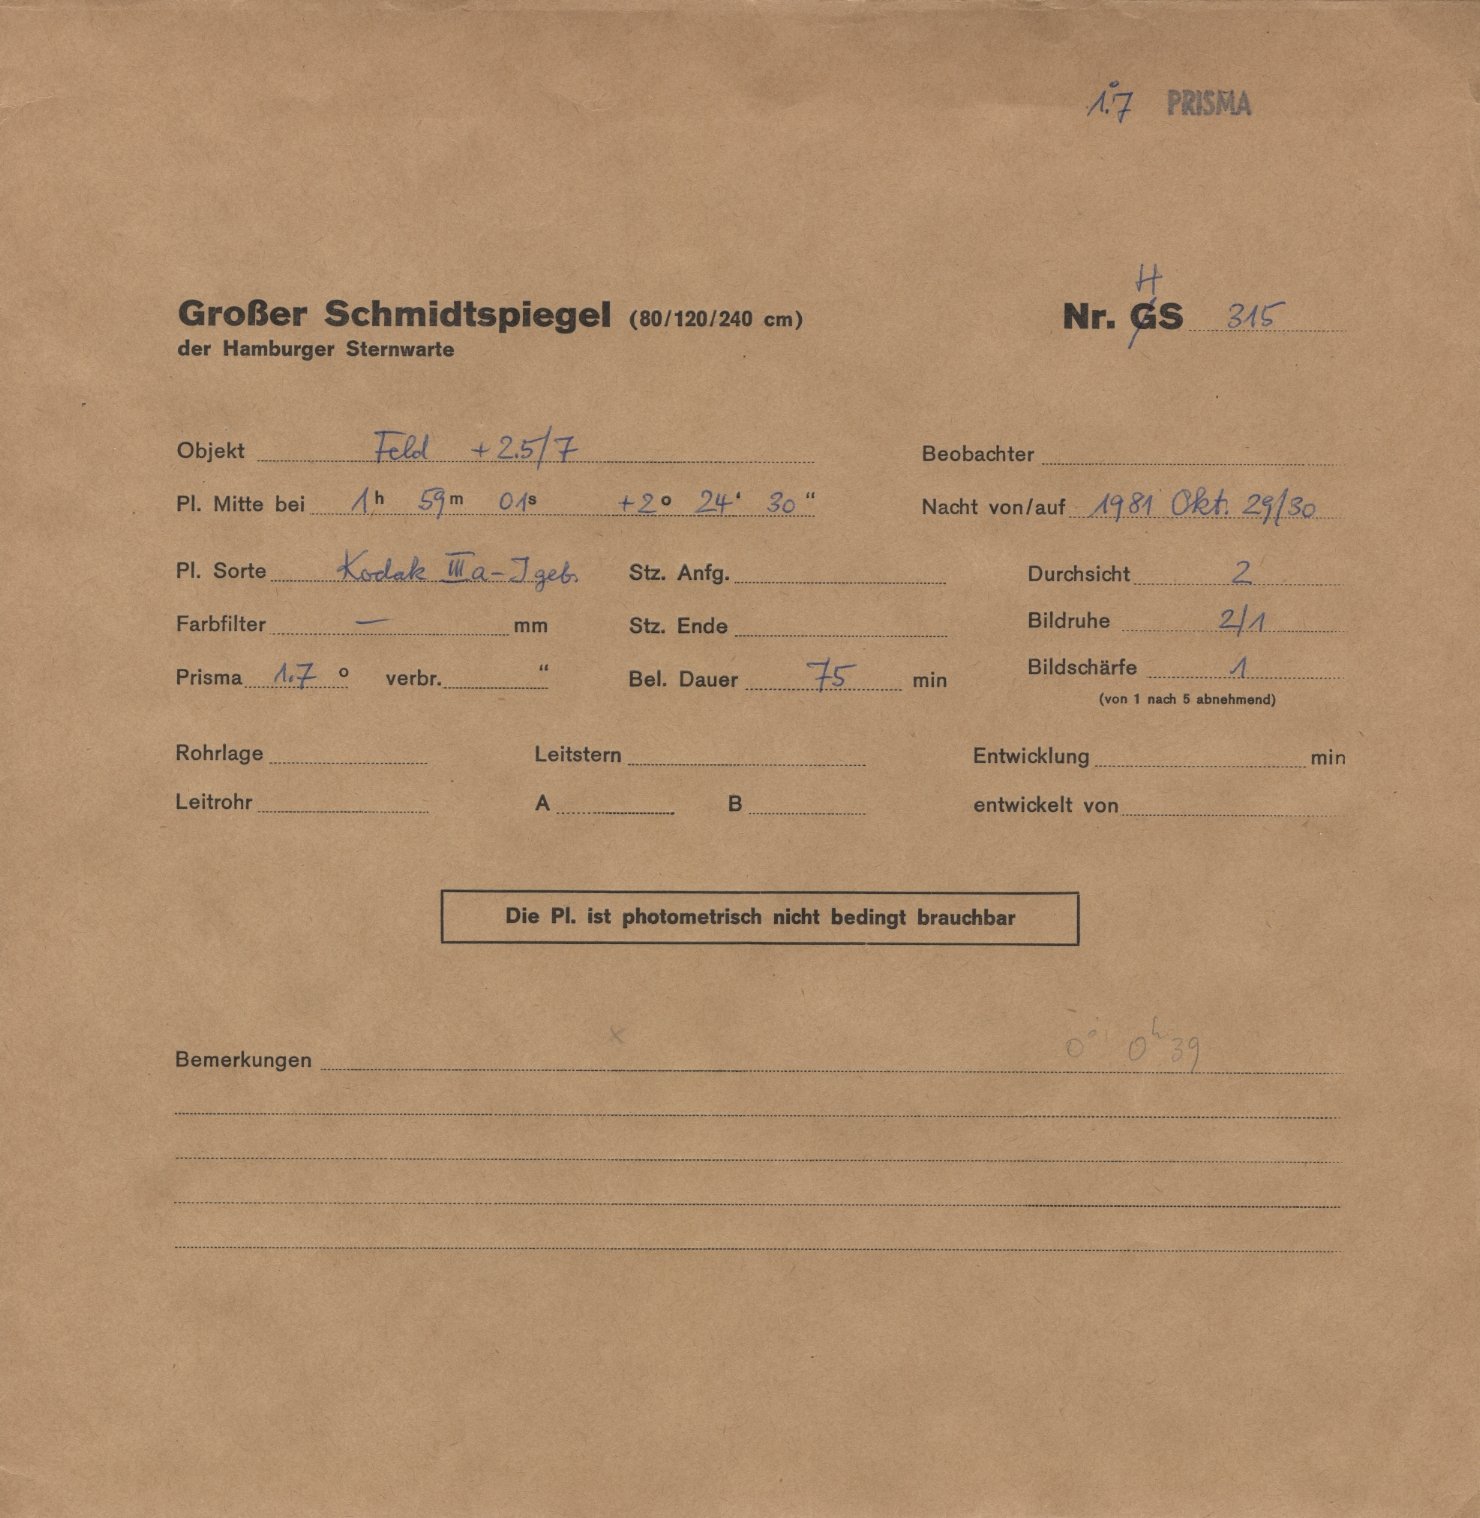 1°.7 PRISMA
H
Großer Schmidtspiegel (80/120/240 cm) Nr. GS 315
der Hamburger Sternwarte
Objekt Feld +2.5/7 Beobachter
Pl. Mitte bei 1h 59m 01s +2° 24‘ 30“ Nacht von/auf 1981 Okt. 29/30
Pl. Sorte Kodak IIIa-J geb. Stz. Anfg. Durchsicht 2
Farbfilter — mm Stz. Ende Bildruhe 2/1
Prisma 1.7 ° verbr. “ Bel. Dauer 75 min Bildschärfe 1
(von 1 nach 5 abnehmend)
Rohrlage Leitstern Entwicklung min
Leitrohr A B entwickelt von
Die Pl. ist photometrisch nicht bedingt brauchbar
x 0° 0h 39
Bemerkungen